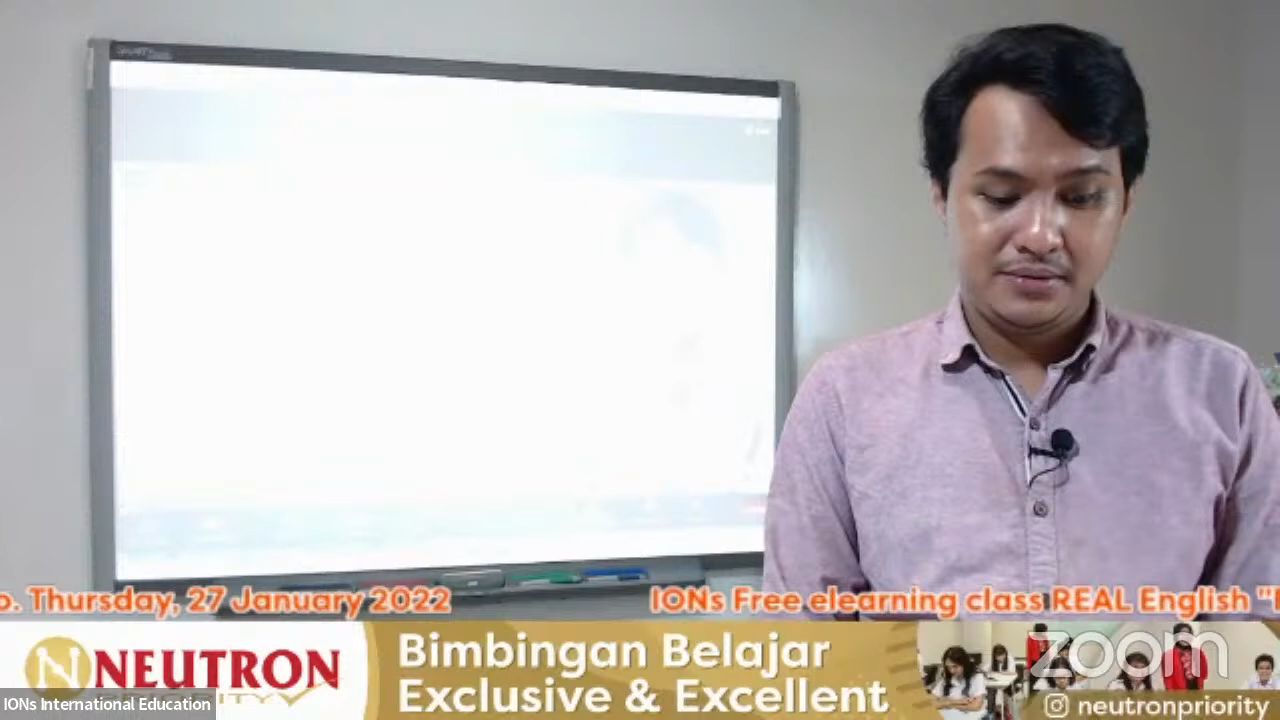 SMART
o. Thursday, 27 January 2022
IONs Free elearning class REAL English "
NEUTRON
Bimbingan Belajar
Exclusive & Excellent
zoom
IONs International Education
neutronpriority